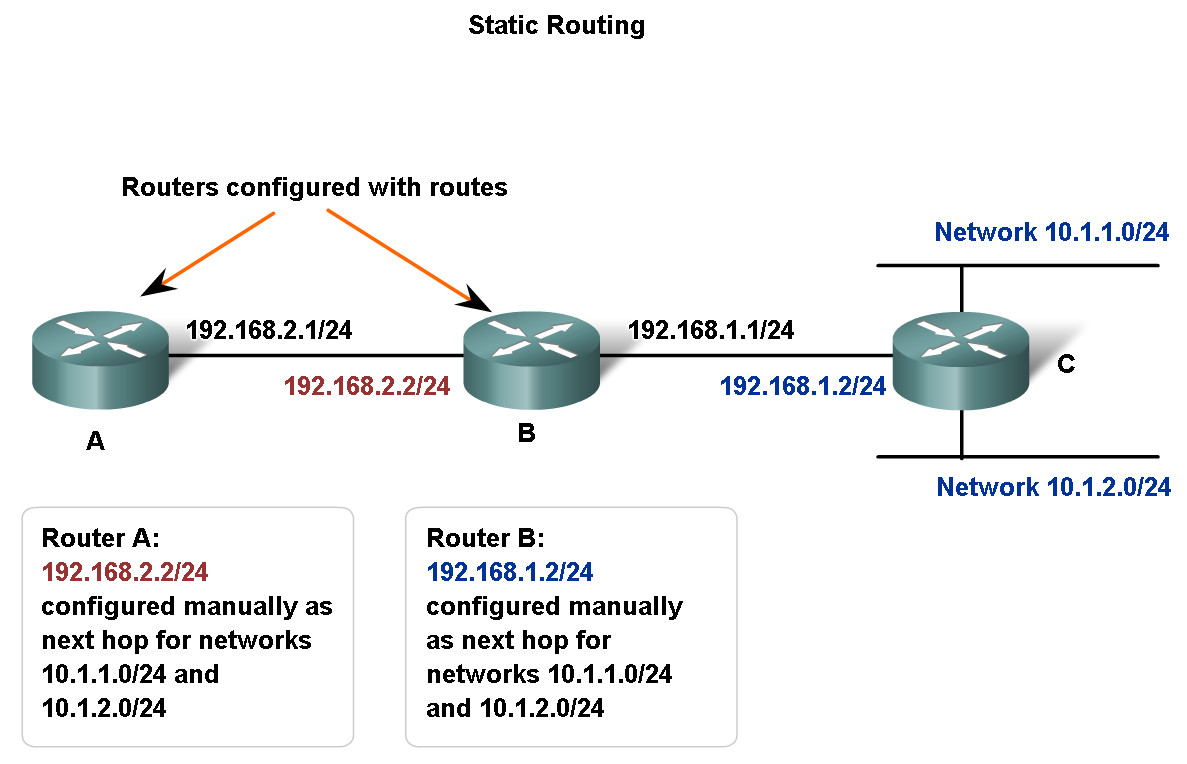 Static Routing
Routers configured with routes
Network 10.1.1.0/24
192.168.2.1/24
192.168.1.1/24
192.168.2.2/24
192.168.1.2/24
C
A
B
Network 10.1.2.0/24
Router A:
192.168.2.2/24
configured manually as
next hop for networks
10.1.1.0/24 and
10.1.2.0/24
Router B:
192.168.1.2/24
configured manually
as next hop for
networks 10.1.1.0/24
and 10.1.2.0/24